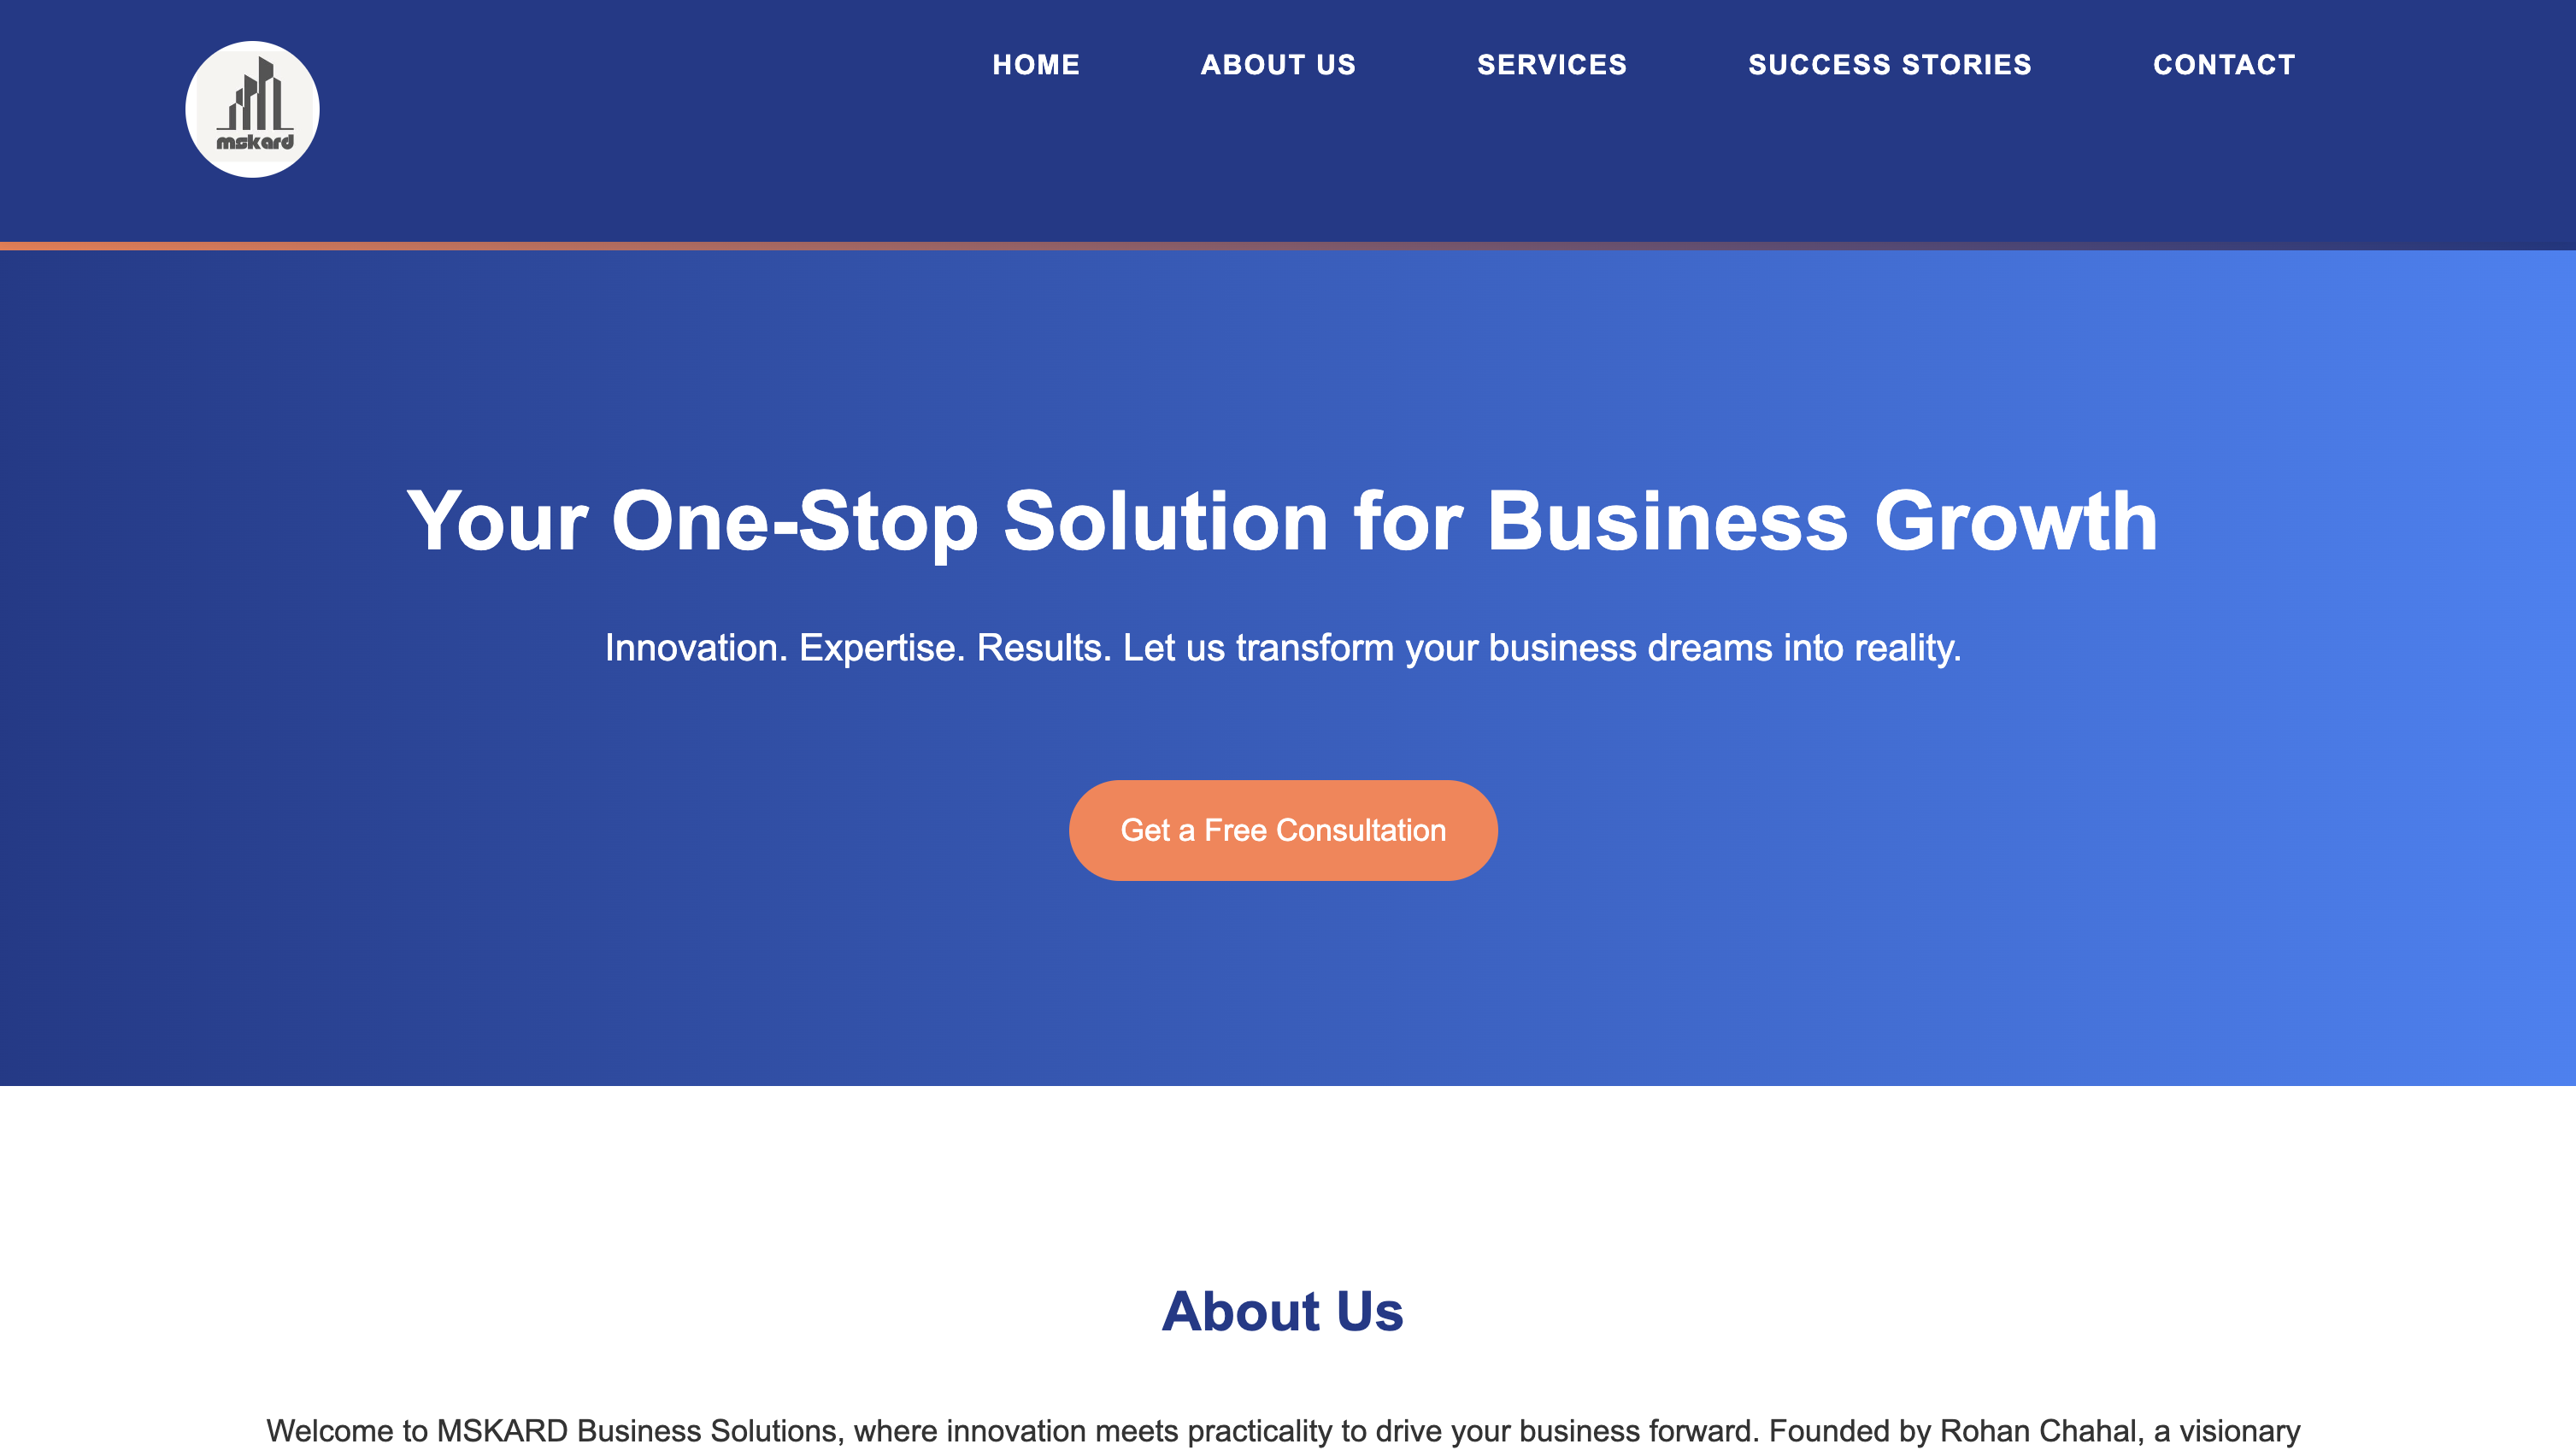 mskard
HOME ABOUT US SERVICES SUCCESS STORIES CONTACT
Your One-Stop Solution for Business Growth
Innovation. Expertise. Results. Let us transform your business dreams into reality.
Get a Free Consultation
About Us
Welcome to MSKARD Business Solutions, where innovation meets practicality to drive your business forward. Founded by Rohan Chahal, a visionary